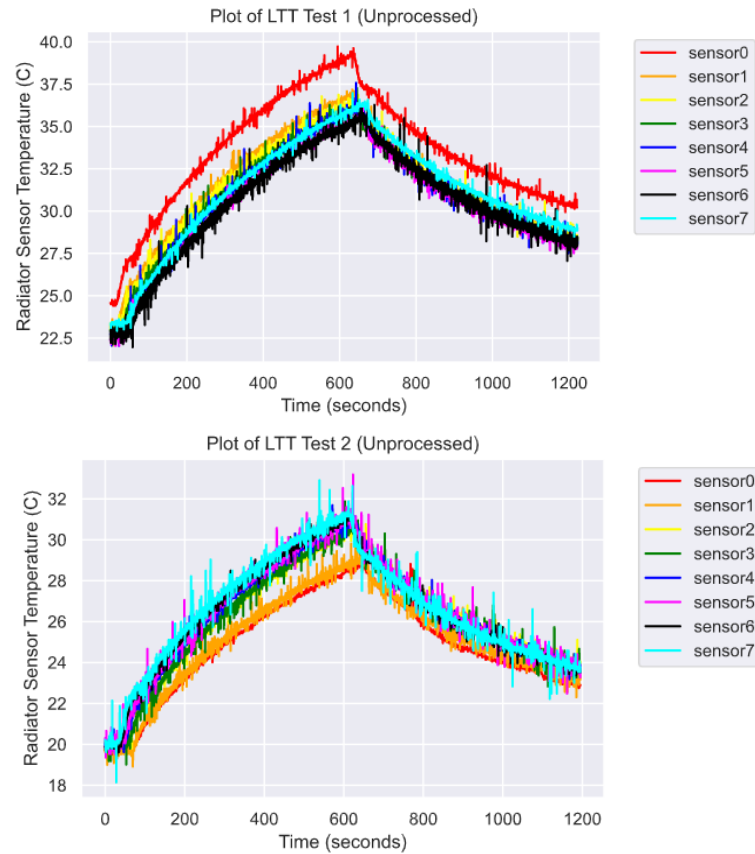 Plot of LTT Test 1 (Unprocessed)
Radiator Sensor Temperature (C)
40.0
37.5
35.0
32.5
30.0
27.5
25.0
22.5
0 200 400 600 800 1000 1200
Time (seconds)
sensor0
sensor1
sensor2
sensor3
sensor4
sensor5
sensor6
sensor7
Plot of LTT Test 2 (Unprocessed)
Radiator Sensor Temperature (C)
32
30
28
26
24
22
20
18
0 200 400 600 800 1000 1200
Time (seconds)
sensor0
sensor1
sensor2
sensor3
sensor4
sensor5
sensor6
sensor7